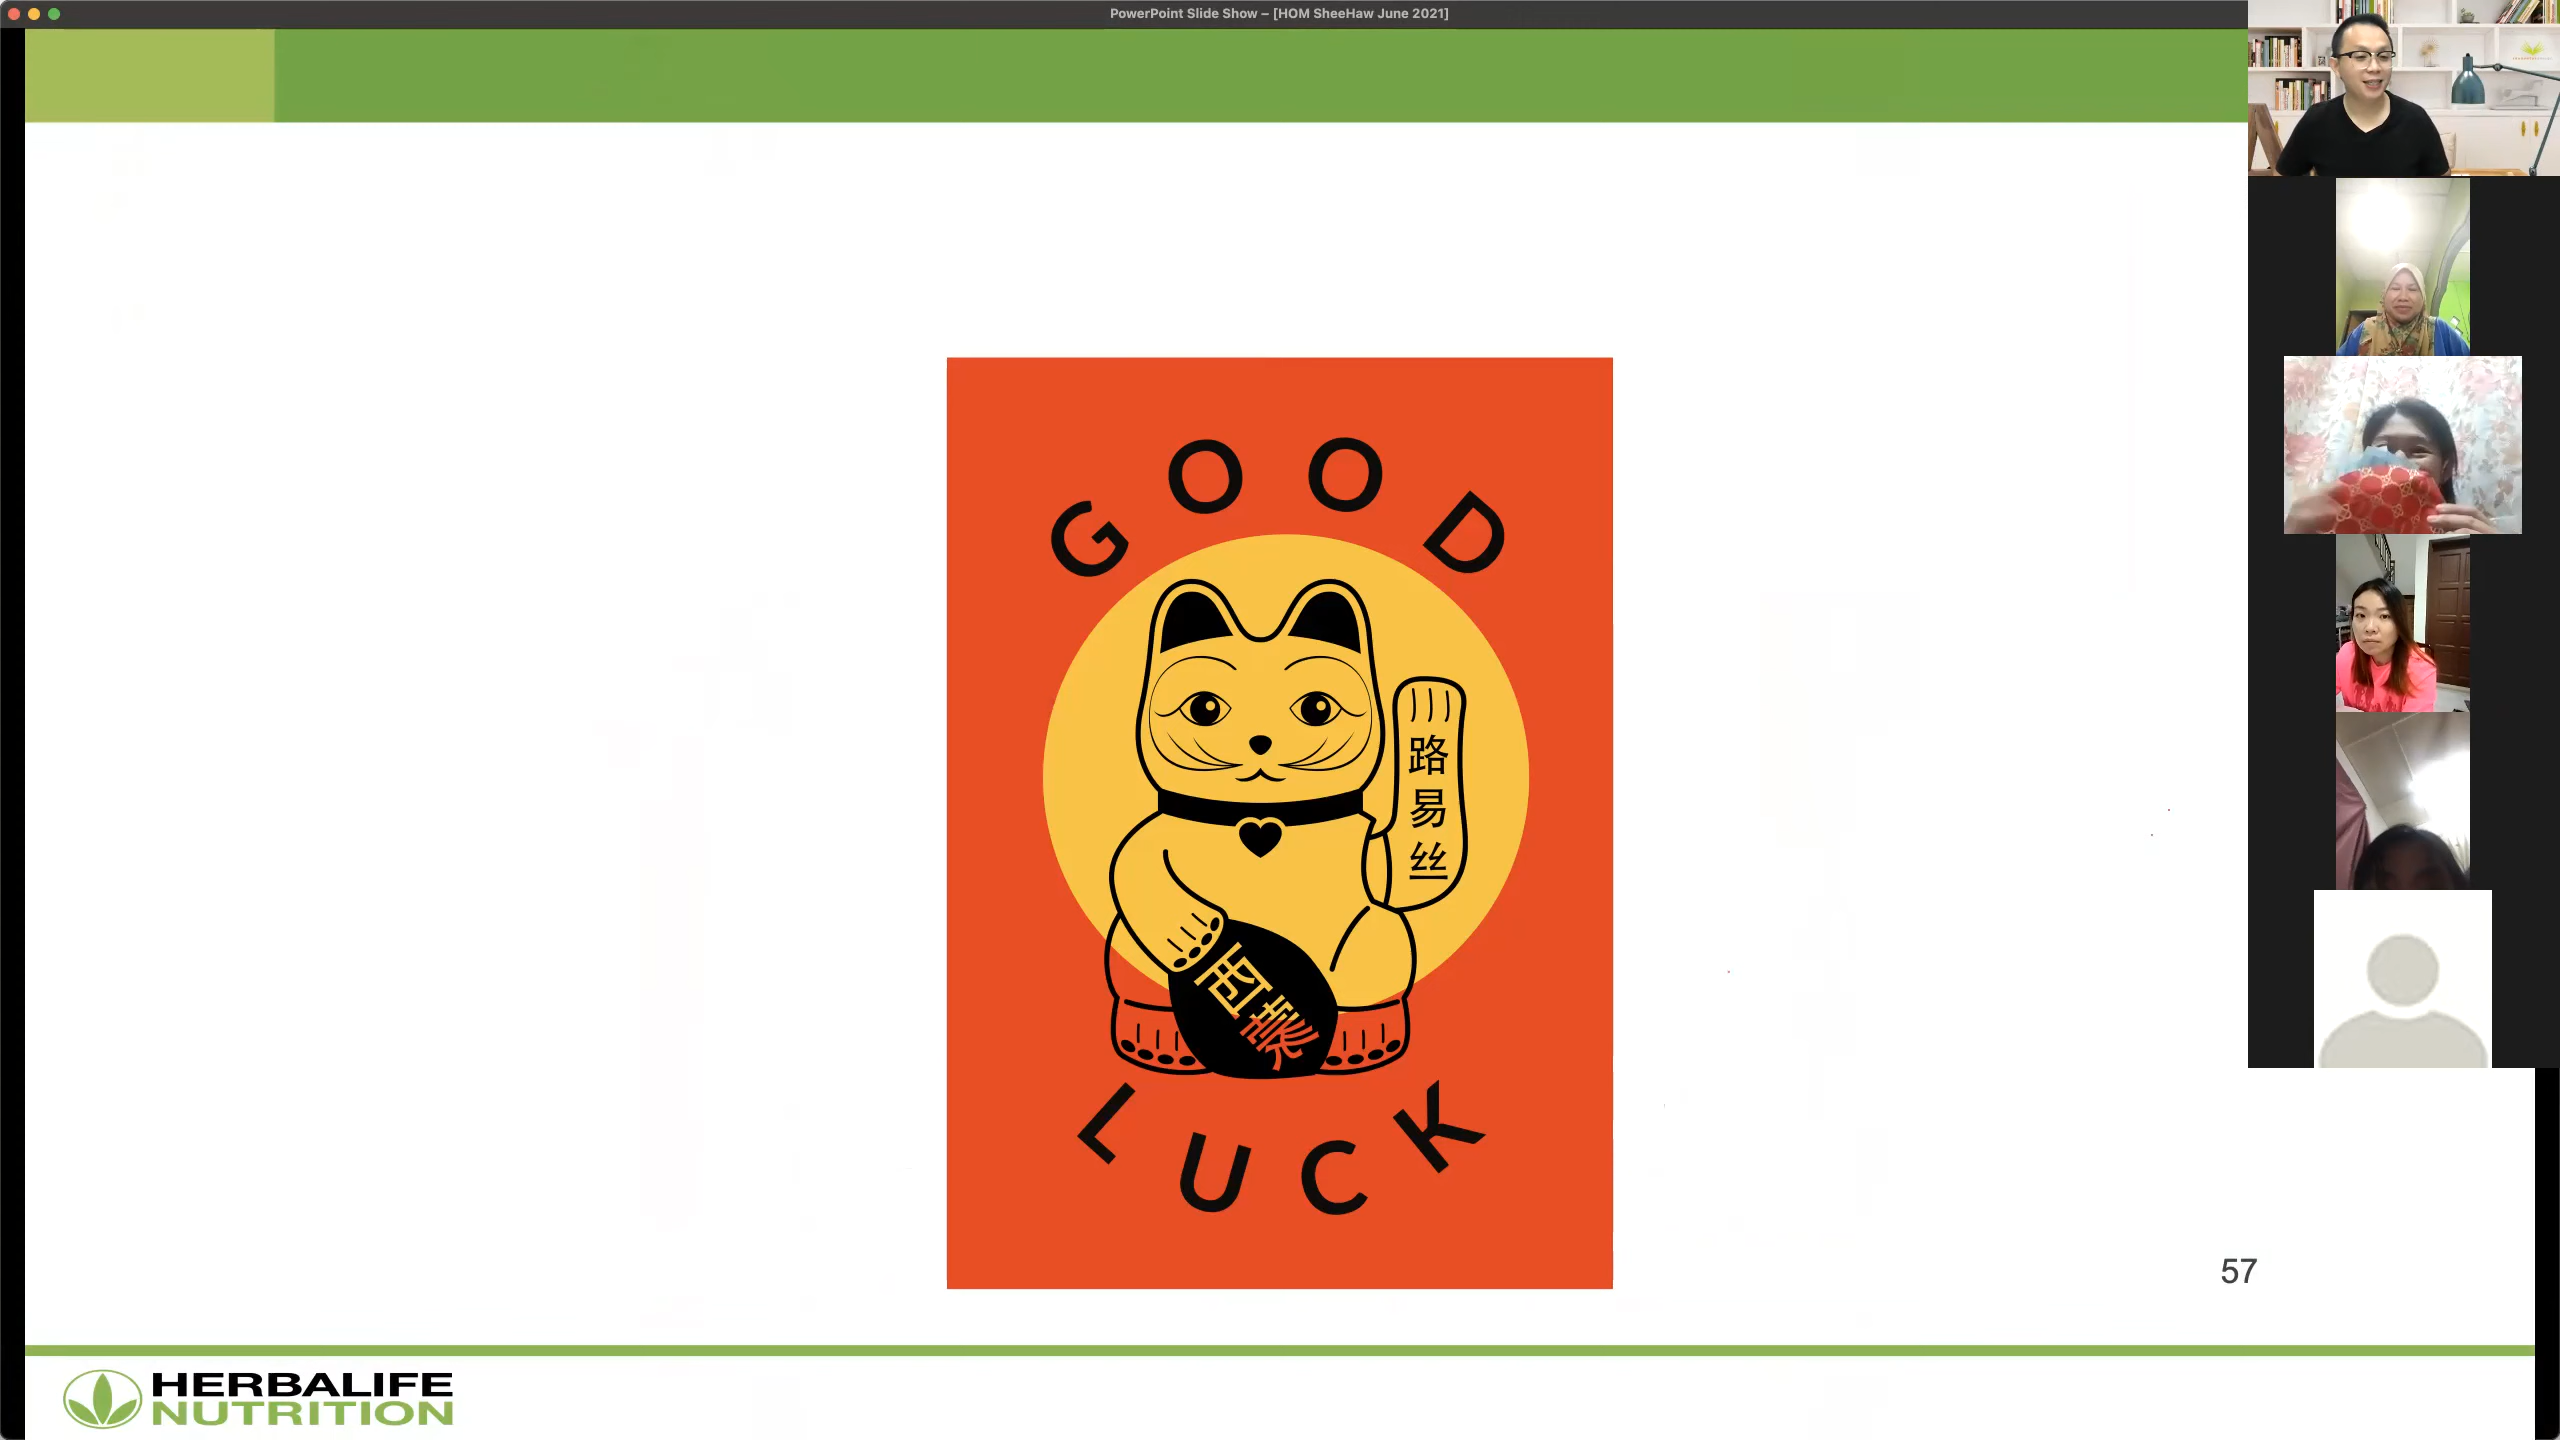 PowerPoint Slide Show – [HOM SheeHaw June 2021]
GOOD
路易丝
LUCK
57
HERBALIFE
NUTRITION